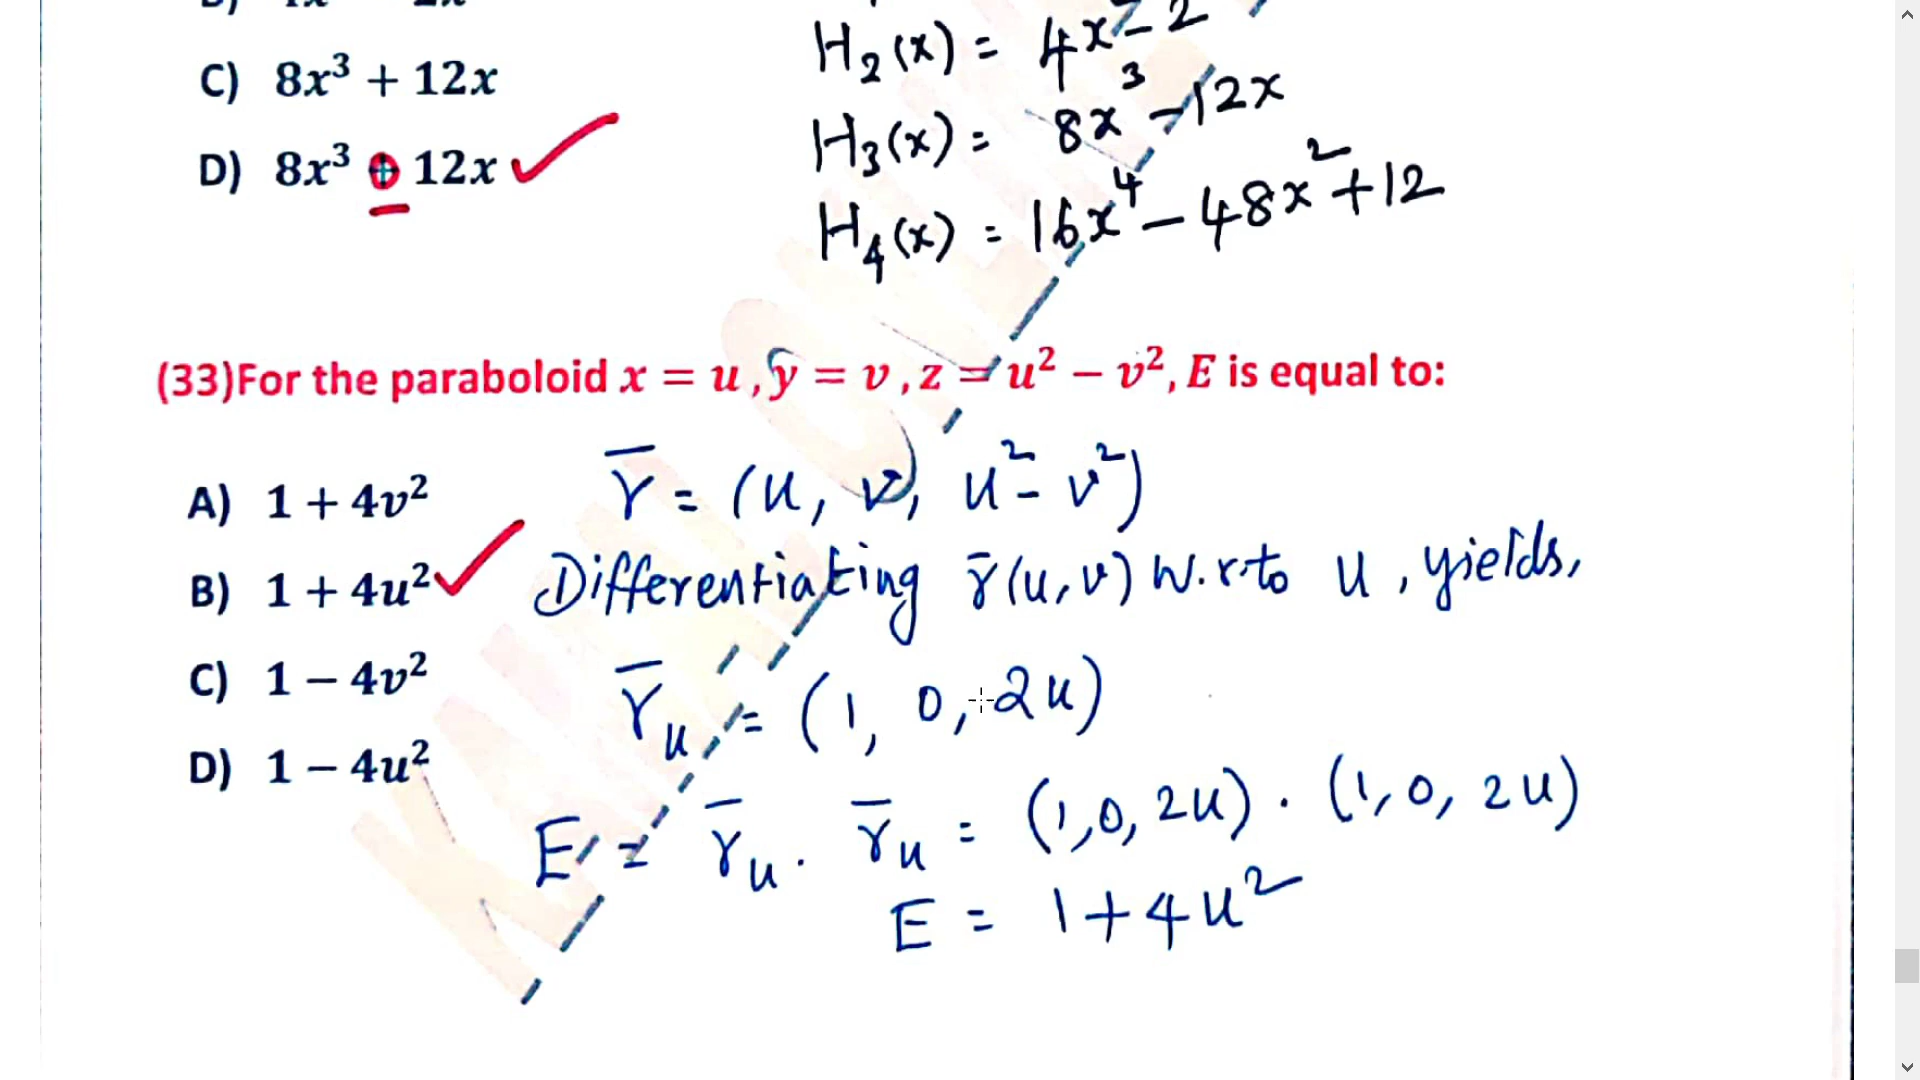 H₂(x) = 4x² - 2
C) 8x³ + 12x
H₃(x) = 8x³ - 12x
D) 8x³ + 12x
H₄(x) = 16x⁴ - 48x² + 12
(33)For the paraboloid x = u , y = v , z = u² − v², E is equal to:
r̄ = (u, v, u² - v²)
A) 1 + 4v²
Differentiating r̄(u,v) w.r.to u, yields,
B) 1 + 4u²
C) 1 − 4v²
r̄ᵤ = (1, 0, 2u)
D) 1 − 4u²
E = r̄ᵤ · r̄ᵤ = (1,0,2u) · (1,0,2u)
E = 1+4u²